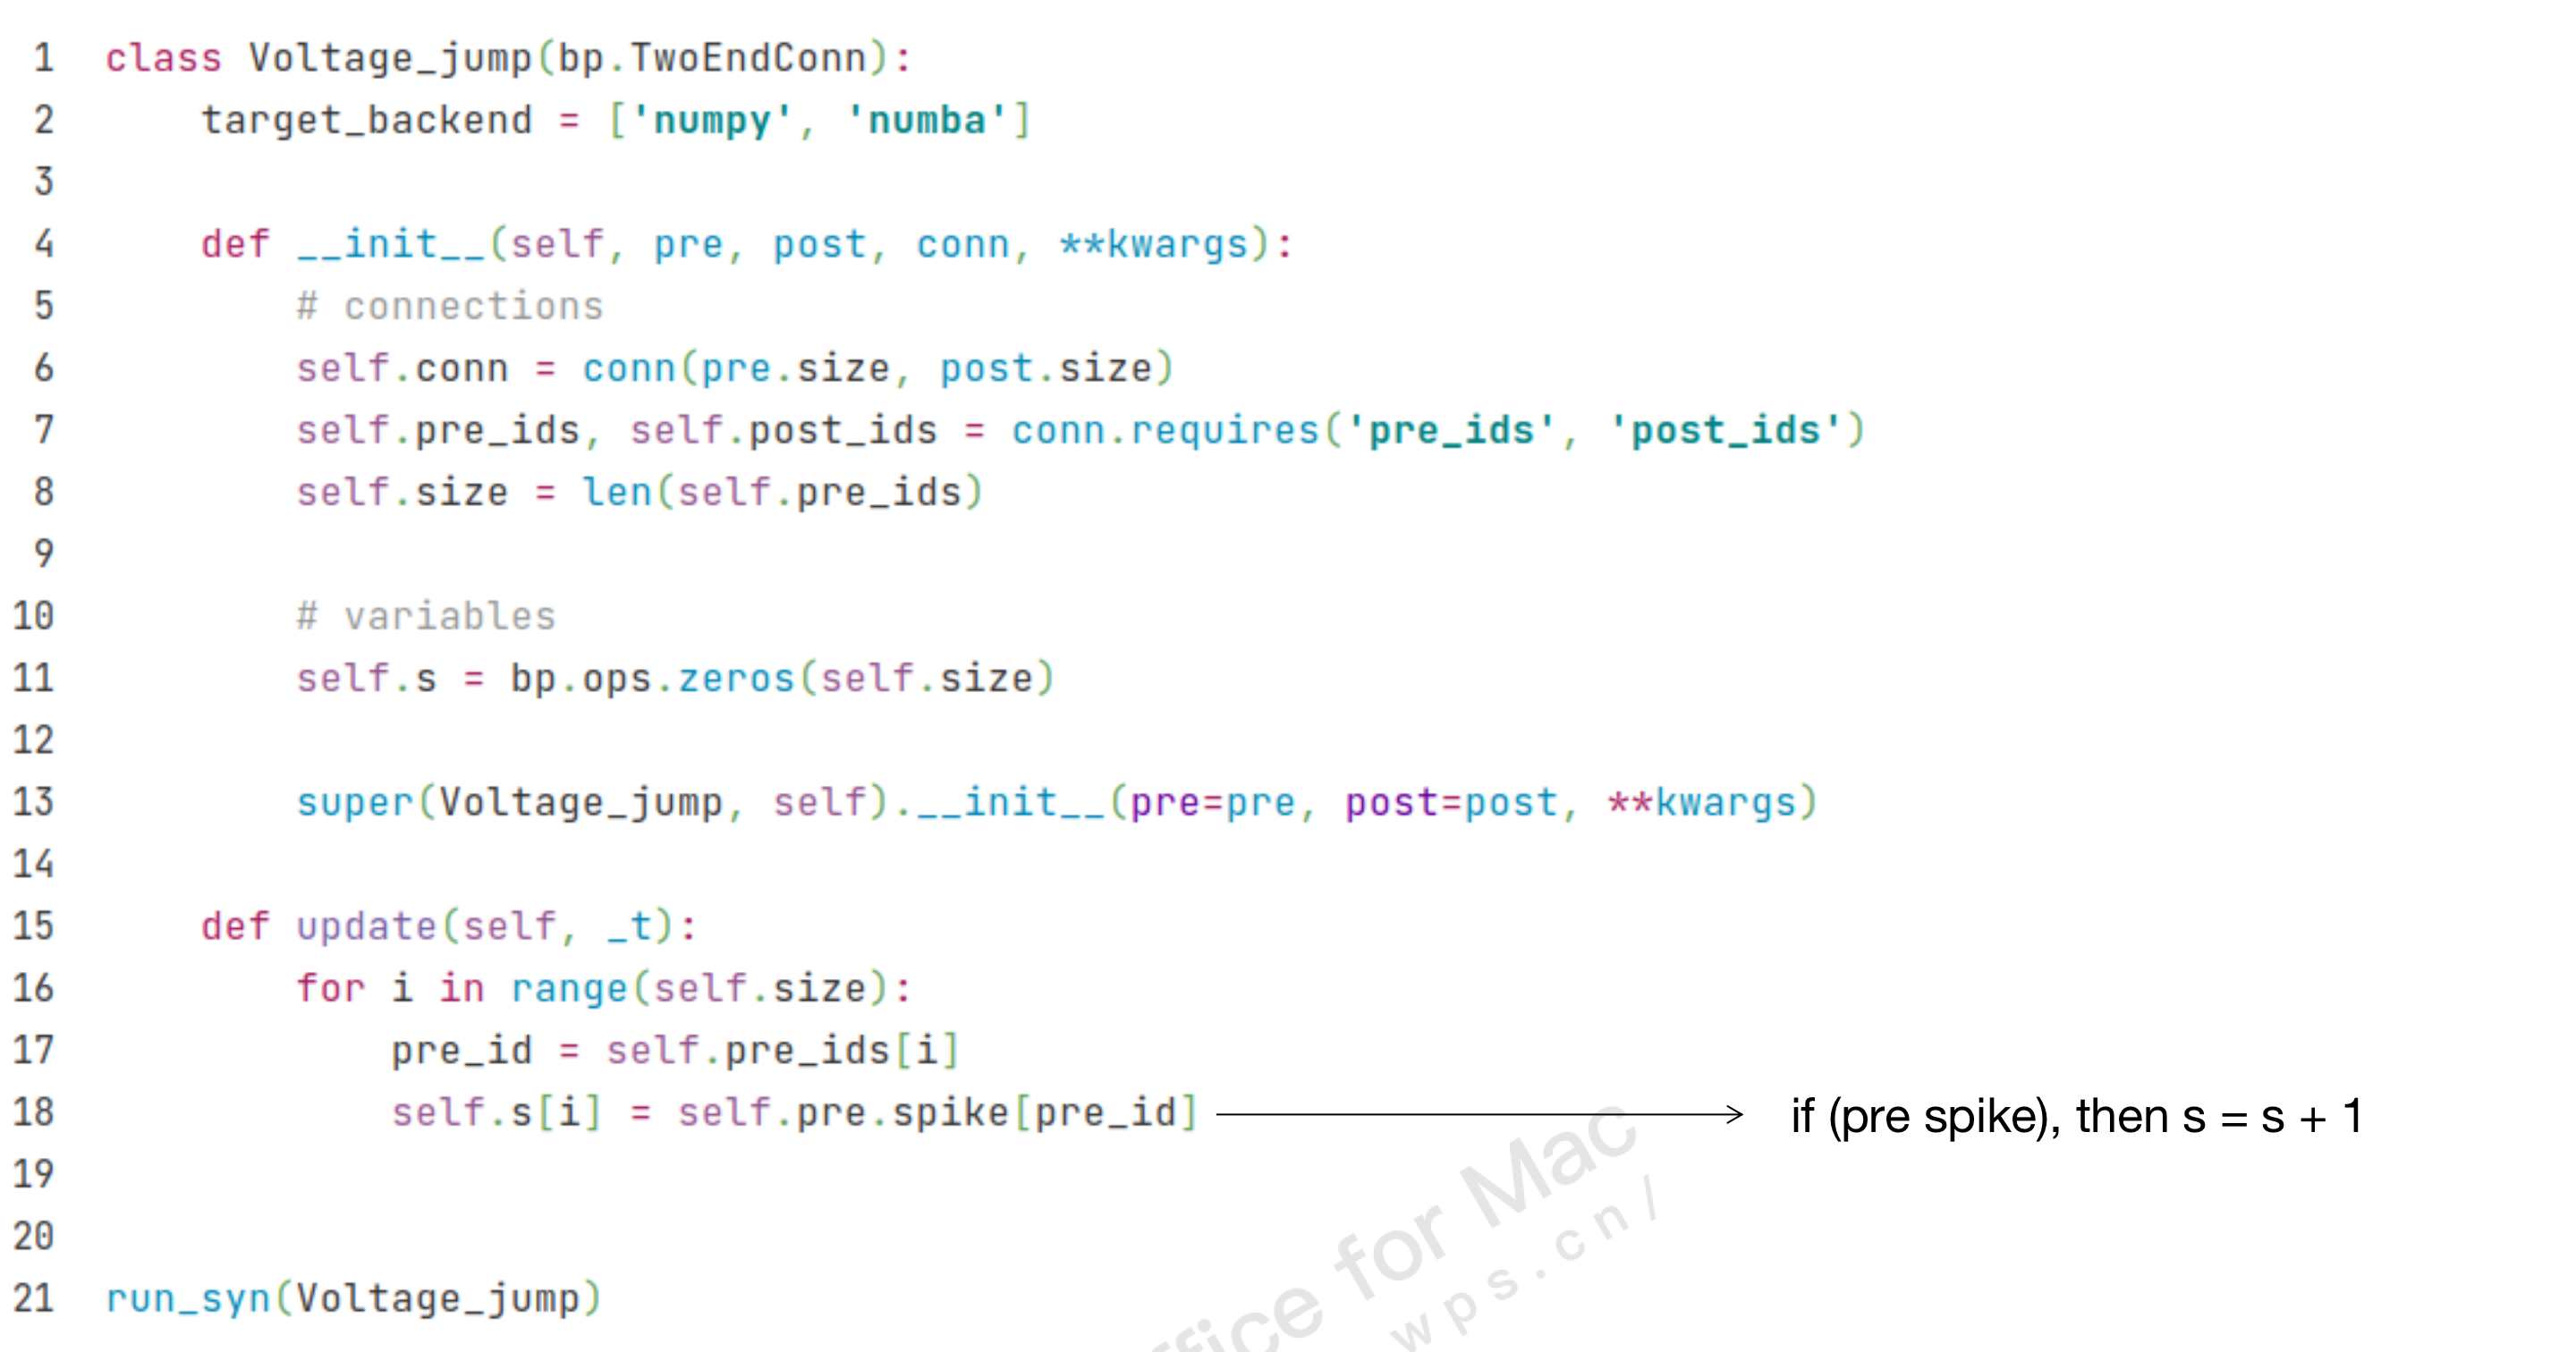 1 class Voltage_jump(bp.TwoEndConn):
2     target_backend = ['numpy', 'numba']
3
4     def __init__(self, pre, post, conn, **kwargs):
5         # connections
6         self.conn = conn(pre.size, post.size)
7         self.pre_ids, self.post_ids = conn.requires('pre_ids', 'post_ids')
8         self.size = len(self.pre_ids)
9
10         # variables
11         self.s = bp.ops.zeros(self.size)
12
13         super(Voltage_jump, self).__init__(pre=pre, post=post, **kwargs)
14
15     def update(self, _t):
16         for i in range(self.size):
17             pre_id = self.pre_ids[i]
18             self.s[i] = self.pre.spike[pre_id]
if (pre spike), then s = s + 1
19
20
21 run_syn(Voltage_jump)
ffice for Mac
wps.cn/